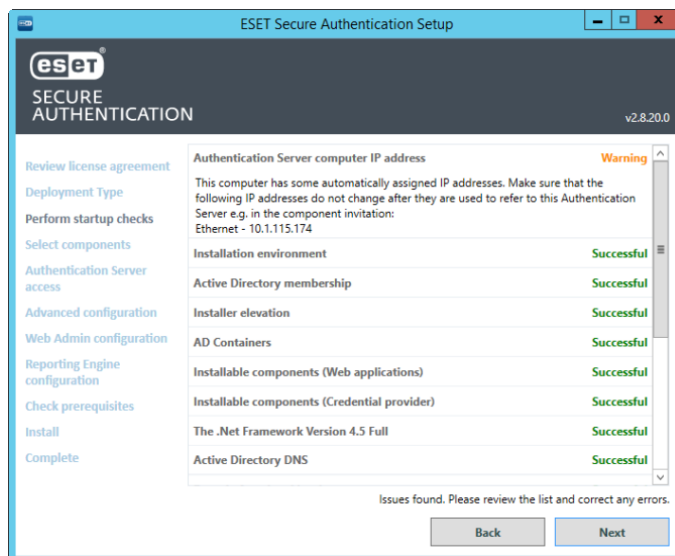 ESET Secure Authentication Setup
eset
SECURE
AUTHENTICATION
v2.8.20.0
Review license agreement
Deployment Type
Perform startup checks
Select components
Authentication Server
access
Advanced configuration
Web Admin configuration
Reporting Engine
configuration
Check prerequisites
Install
Complete
Authentication Server computer IP address Warning
This computer has some automatically assigned IP addresses. Make sure that the
following IP addresses do not change after they are used to refer to this Authentication
Server e.g. in the component invitation:
Ethernet - 10.1.115.174
Installation environment Successful
Active Directory membership Successful
Installer elevation Successful
AD Containers Successful
Installable components (Web applications) Successful
Installable components (Credential provider) Successful
The .Net Framework Version 4.5 Full Successful
Active Directory DNS Successful
Issues found. Please review the list and correct any errors.
Back Next